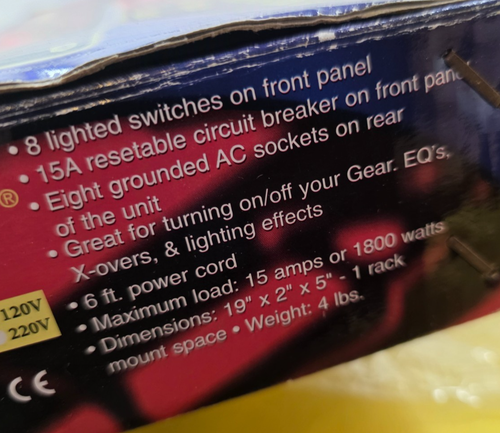 • 8 lighted switches on front panel
• 15A resetable circuit breaker on front
• Eight grounded AC sockets on rear
of the unit
• Great for turning on/off your Gear. EQ's,
X-overs, & lighting effects
• 6 ft. power cord
• Maximum load: 15 amps or 1800 watts
• Dimensions: 19" x 2" x 5" - 1 rack
mount space • Weight: 4 lbs.
®
120V
220V
CE